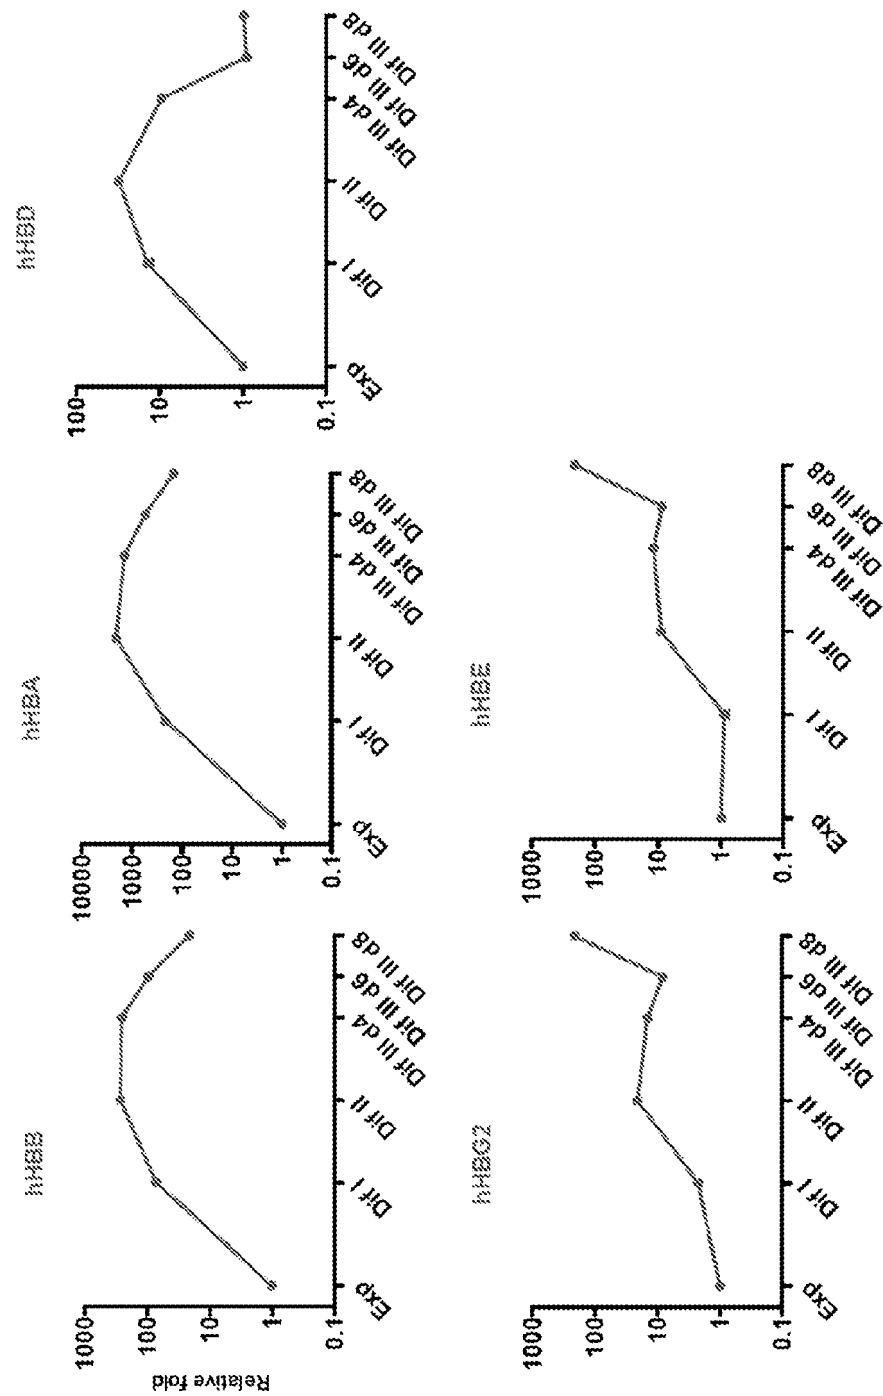 hHBB
Relative fold
1000
100
10
1
0.1
Exp
Dif I
Dif II
Dif III d4
Dif III d6
Dif III d8
hHBA
10000
1000
100
10
1
0.1
Exp
Dif I
Dif II
Dif III d4
Dif III d6
Dif III d8
hHBD
100
10
1
0.1
Exp
Dif I
Dif II
Dif III d4
Dif III d6
Dif III d8
hHBG2
1000
100
10
1
0.1
Exp
Dif I
Dif II
Dif III d4
Dif III d6
Dif III d8
hHBE
1000
100
10
1
0.1
Exp
Dif I
Dif II
Dif III d4
Dif III d6
Dif III d8